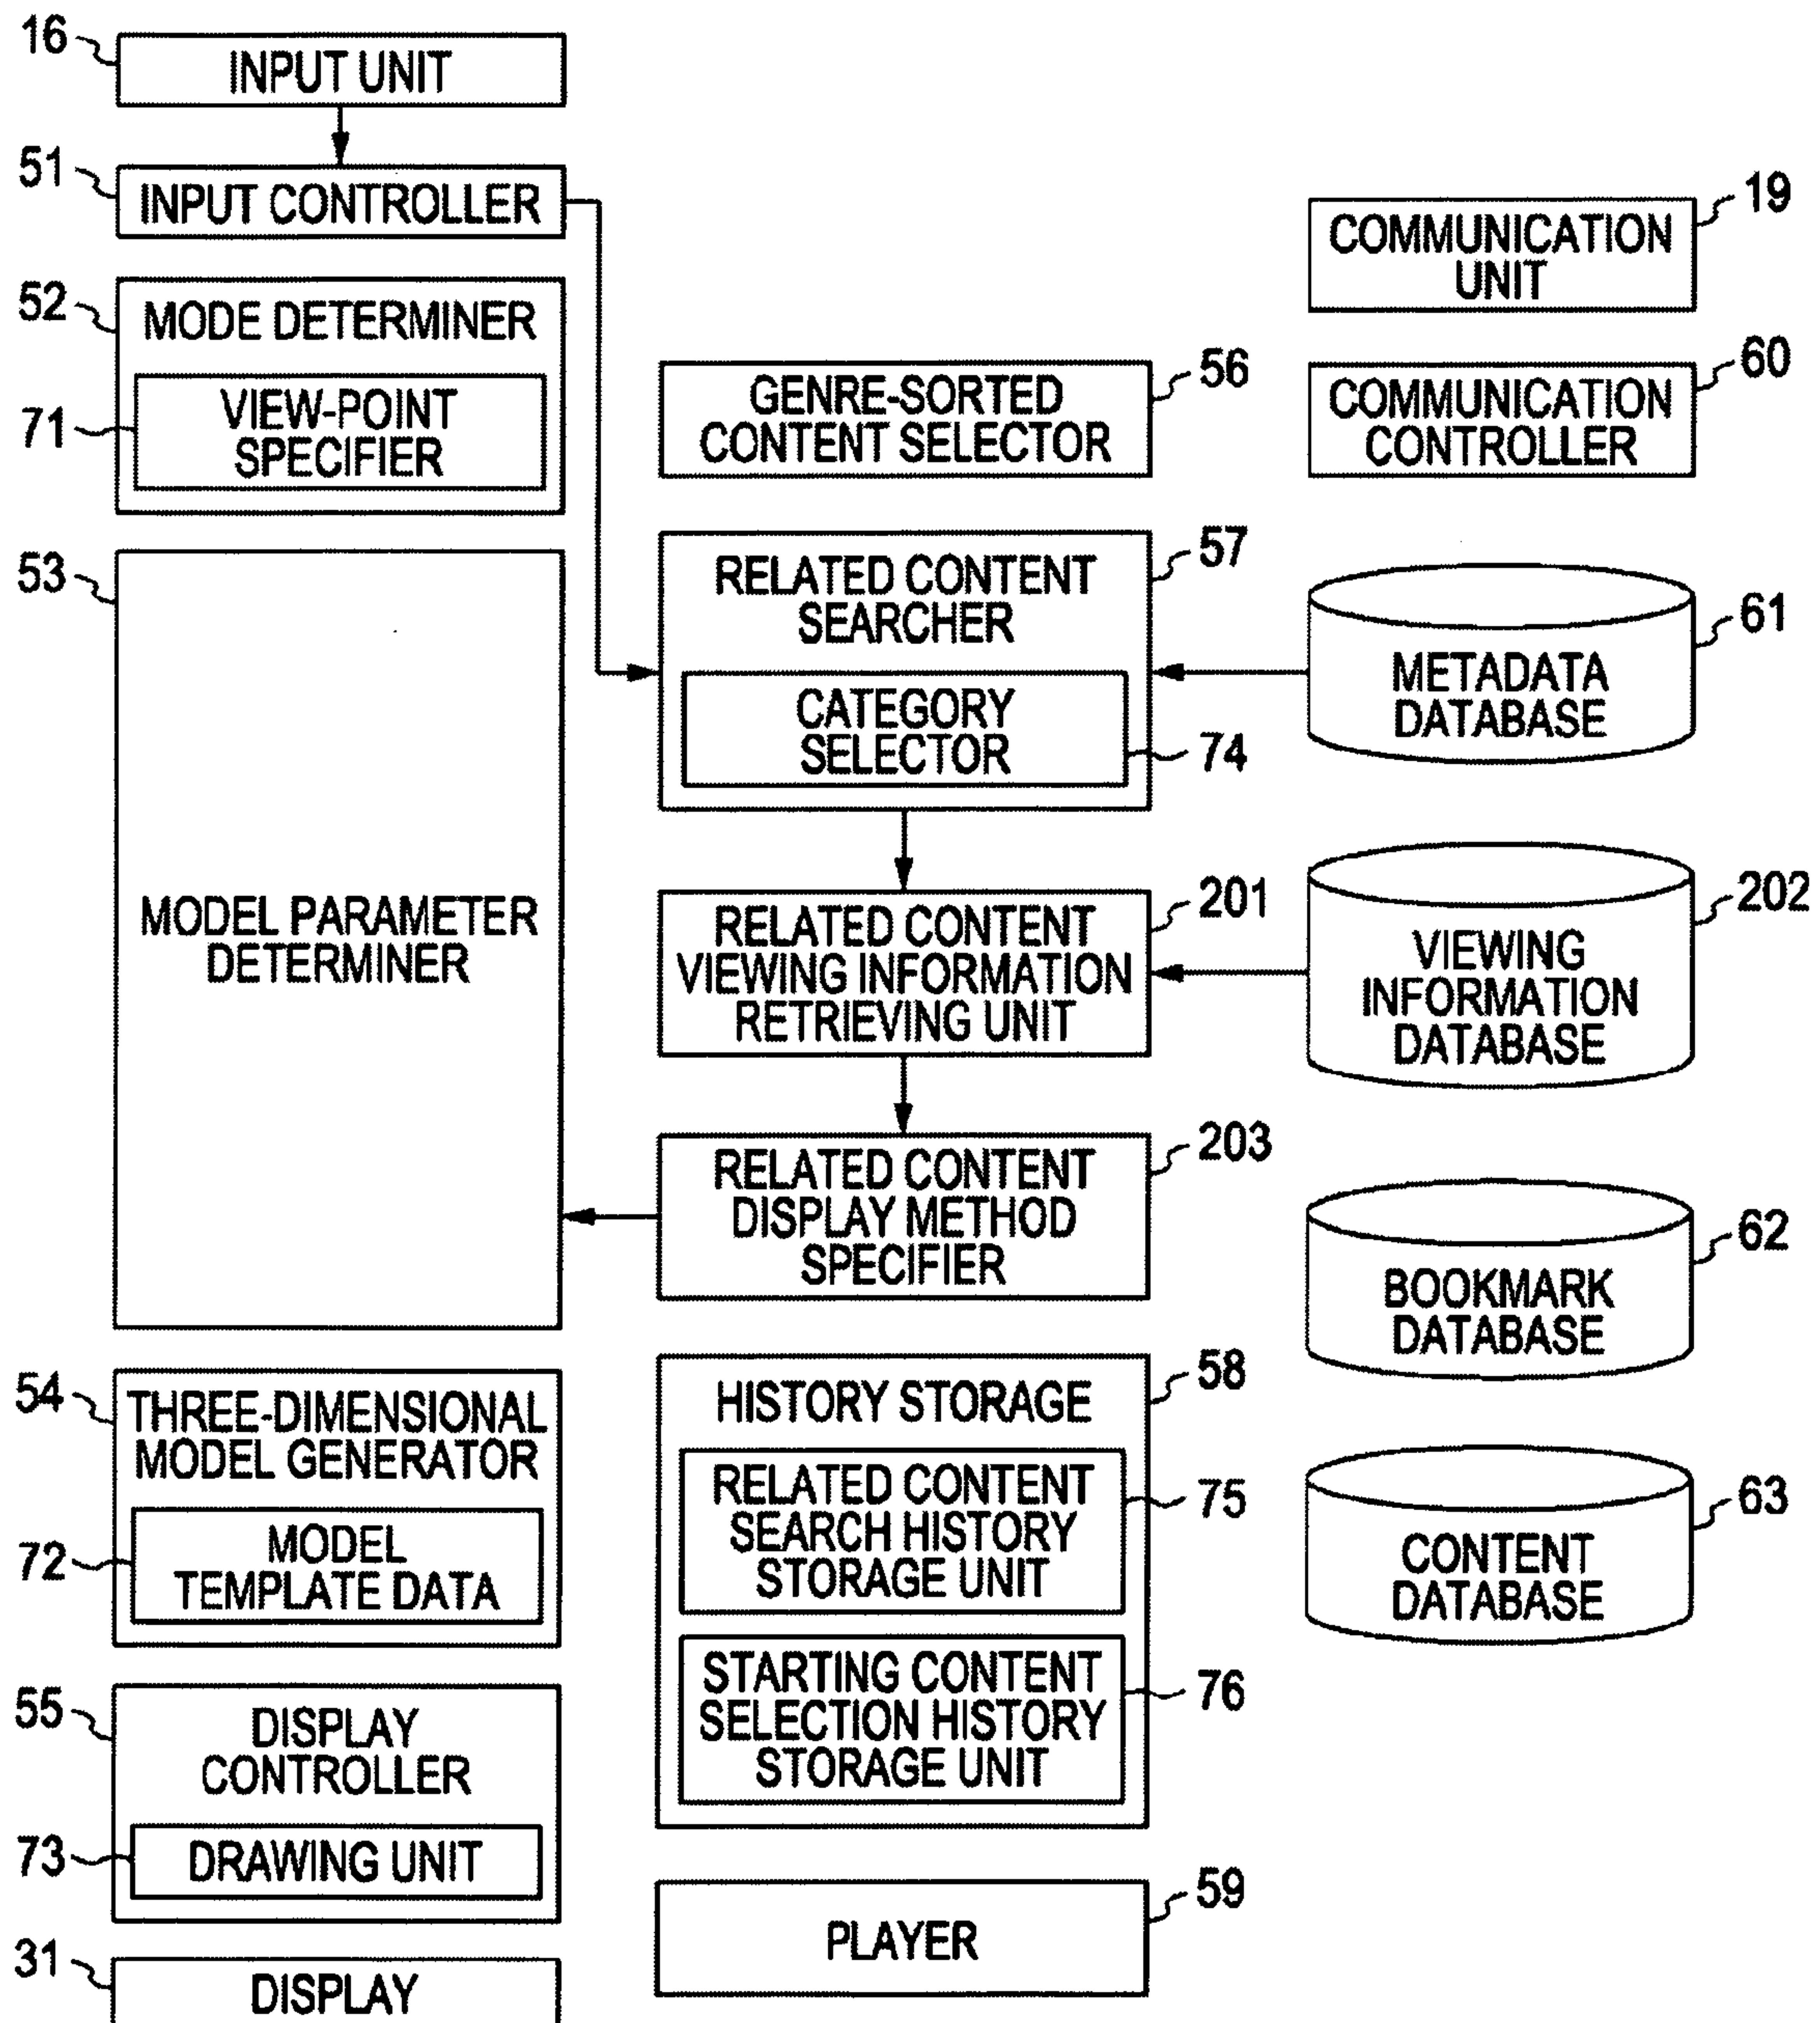 16
INPUT UNIT
51
INPUT CONTROLLER
52
MODE DETERMINER
71
VIEW-POINT
SPECIFIER
53
MODEL PARAMETER
DETERMINER
54
THREE-DIMENSIONAL
MODEL GENERATOR
72
MODEL
TEMPLATE DATA
55
DISPLAY
CONTROLLER
73
DRAWING UNIT
31
DISPLAY
GENRE-SORTED
CONTENT SELECTOR
56
RELATED CONTENT
SEARCHER
57
CATEGORY
SELECTOR
74
RELATED CONTENT
VIEWING INFORMATION
RETRIEVING UNIT
201
RELATED CONTENT
DISPLAY METHOD
SPECIFIER
203
HISTORY STORAGE
58
RELATED CONTENT
SEARCH HISTORY
STORAGE UNIT
75
STARTING CONTENT
SELECTION HISTORY
STORAGE UNIT
76
PLAYER
59
COMMUNICATION
UNIT
19
COMMUNICATION
CONTROLLER
60
METADATA
DATABASE
61
VIEWING
INFORMATION
DATABASE
202
BOOKMARK
DATABASE
62
CONTENT
DATABASE
63